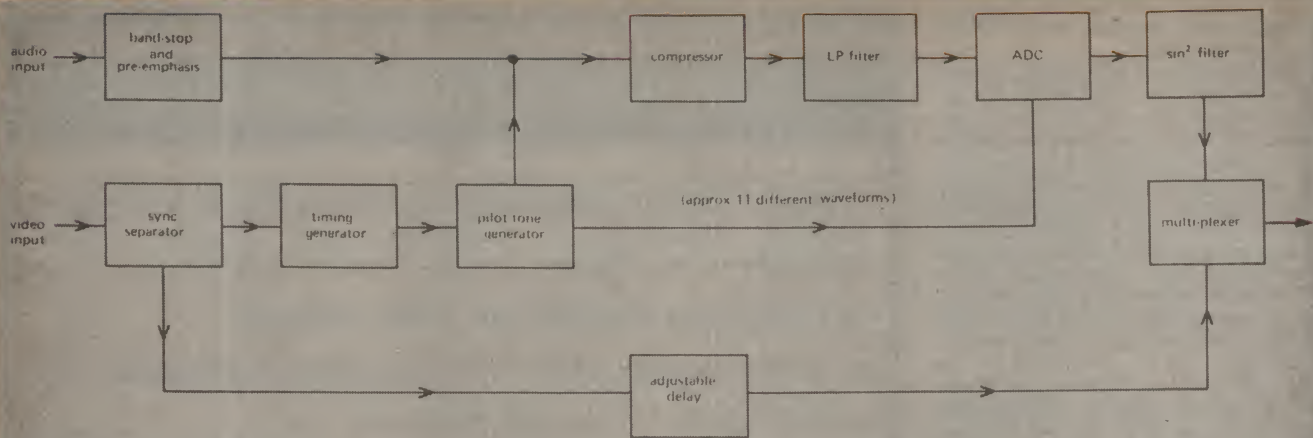 audio
input
band-stop
and
pre-emphasis
compressor
LP filter
ADC
sin² filter
video
input
sync
separator
timing
generator
pilot tone
generator
(approx 11 different waveforms)
multi-plexer
adjustable
delay